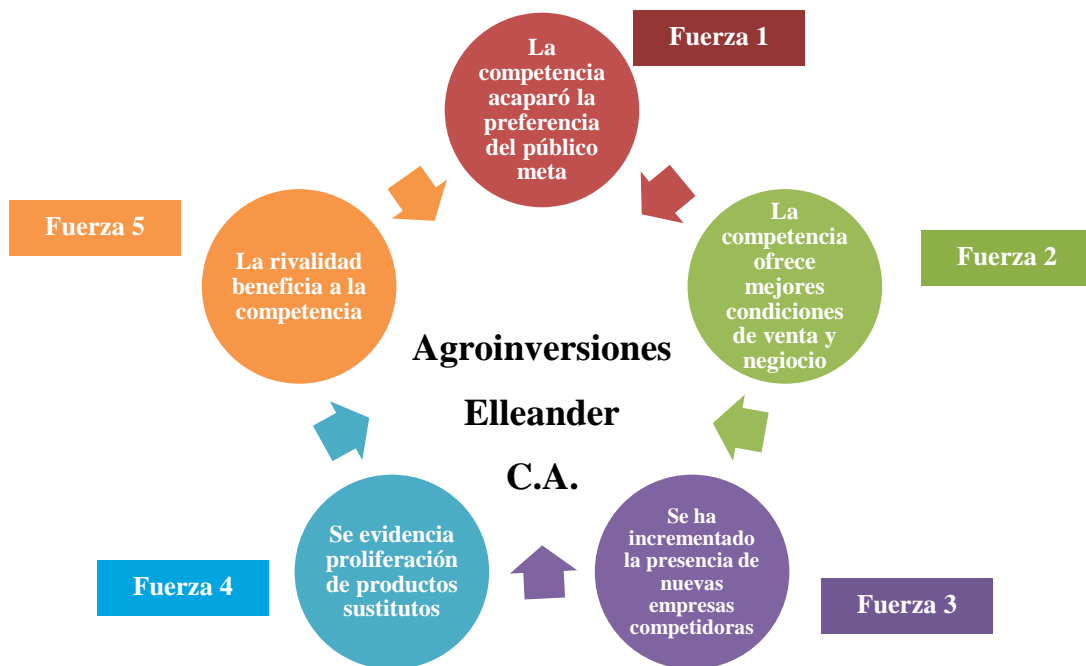 Fuerza 1
La
competencia
acaparó la
preferencia
del público
meta
Fuerza 2
La
competencia
ofrece
mejores
condiciones
de venta y
negiocio
Fuerza 3
Se ha
incrementado
la presencia de
nuevas
empresas
competidoras
Fuerza 4
Se evidencia
proliferación
de productos
sustitutos
Fuerza 5
La rivalidad
beneficia a la
competencia
Agroinversiones
Elleander
C.A.